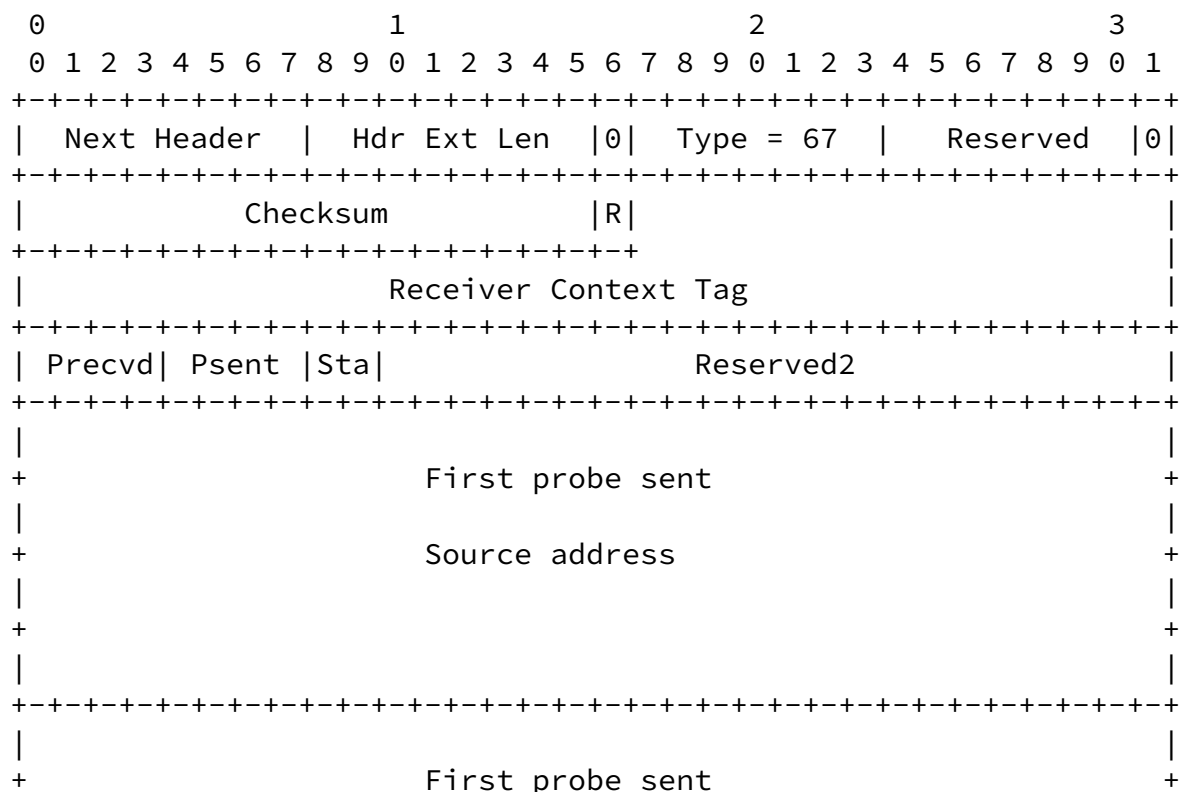 0                   1                   2                   3
 0 1 2 3 4 5 6 7 8 9 0 1 2 3 4 5 6 7 8 9 0 1 2 3 4 5 6 7 8 9 0 1
+-+-+-+-+-+-+-+-+-+-+-+-+-+-+-+-+-+-+-+-+-+-+-+-+-+-+-+-+-+-+-+-+
|  Next Header  |  Hdr Ext Len  |0|  Type = 67  |   Reserved  |0|
+-+-+-+-+-+-+-+-+-+-+-+-+-+-+-+-+-+-+-+-+-+-+-+-+-+-+-+-+-+-+-+-+
|            Checksum           |R|                             |
+-+-+-+-+-+-+-+-+-+-+-+-+-+-+-+-+-+                             |
|                    Receiver Context Tag                       |
+-+-+-+-+-+-+-+-+-+-+-+-+-+-+-+-+-+-+-+-+-+-+-+-+-+-+-+-+-+-+-+-+
| Precvd| Psent |Sta|                 Reserved2                 |
+-+-+-+-+-+-+-+-+-+-+-+-+-+-+-+-+-+-+-+-+-+-+-+-+-+-+-+-+-+-+-+-+
|                                                               |
+                      First probe sent                         +
|                                                               |
+                      Source address                           +
|                                                               |
+                                                               +
|                                                               |
+-+-+-+-+-+-+-+-+-+-+-+-+-+-+-+-+-+-+-+-+-+-+-+-+-+-+-+-+-+-+-+-+
|                                                               |
+                      First probe sent                         +